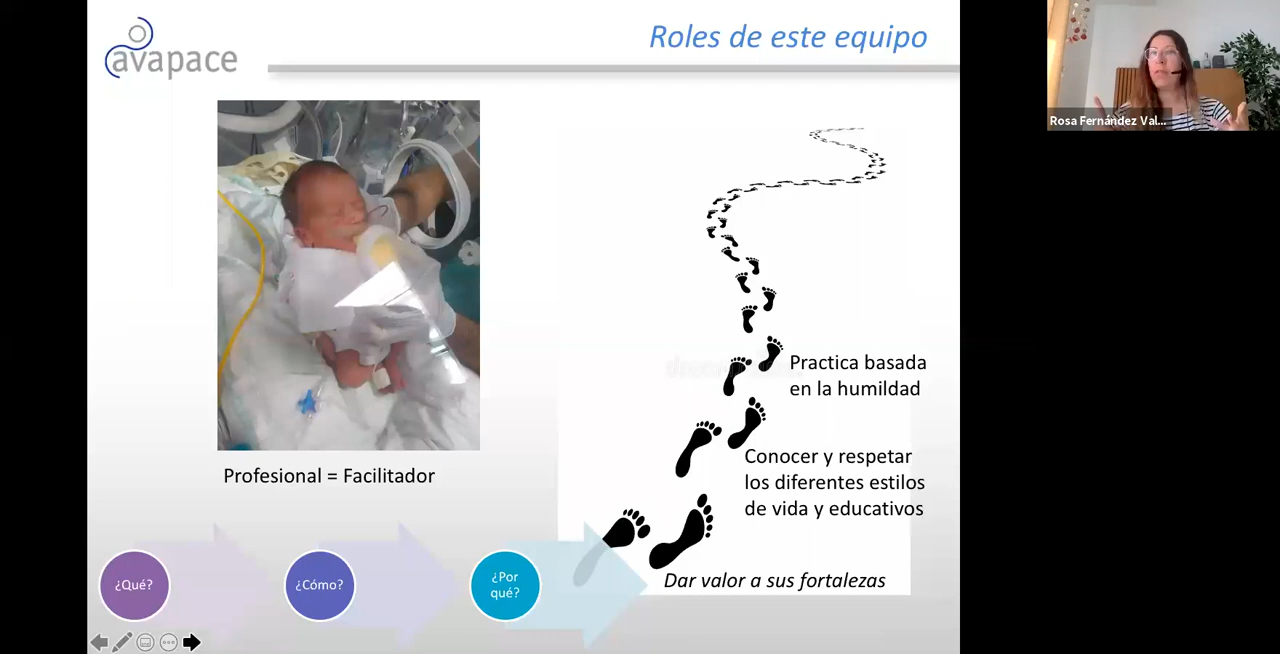 avapace
Roles de este equipo
Rosa Fernández Val...
Practica basada
en la humildad
Conocer y respetar
los diferentes estilos
de vida y educativos
Profesional = Facilitador
Dar valor a sus fortalezas
¿Qué?
¿Cómo?
¿Por
qué?